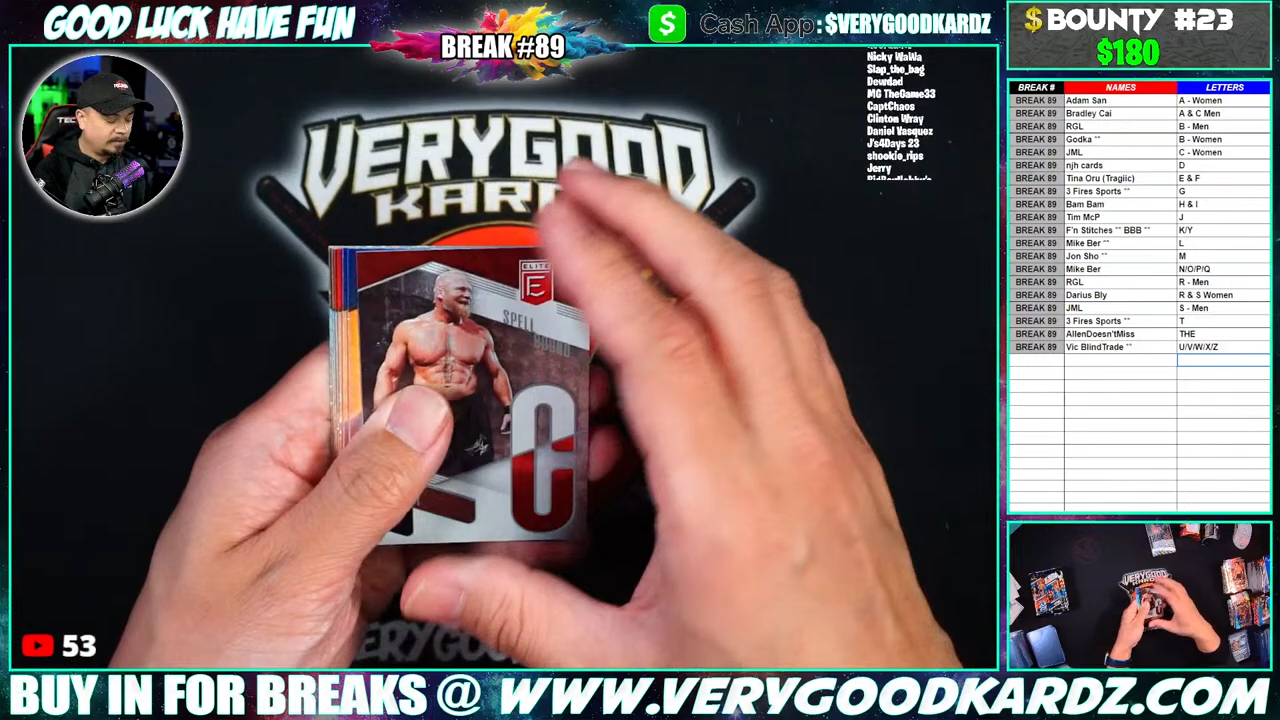 GOOD LUCK HAVE FUN
BREAK #89
$ Cash App : $VERYGOODKARDZ
$ BOUNTY #23
$180
Nicky WaWa
Slap_the_bag
Dewdad
MG TheGame33
CaptChaos
Clinton Wray
Daniel Vasquez
J's4Days 23
shookie_rips
Jerry
BREAK # NAMES LETTERS
BREAK 89 Adam San A - Women
BREAK 89 Bradley Cai A & C Men
BREAK 89 RGL B - Men
BREAK 89 Godka ** B - Women
BREAK 89 JML C - Women
BREAK 89 njh cards D
BREAK 89 Tina Oru (Tragiic) E & F
BREAK 89 3 Fires Sports ** G
BREAK 89 Bam Bam H & I
BREAK 89 Tim McP J
BREAK 89 F'n Stitches ** BBB ** K/Y
BREAK 89 Mike Ber ** L
BREAK 89 Jon Sho ** M
BREAK 89 Mike Ber N/O/P/Q
BREAK 89 RGL R - Men
BREAK 89 Darius Bly R & S Women
BREAK 89 JML S - Men
BREAK 89 3 Fires Sports ** T
BREAK 89 AllenDoesn'tMiss THE
BREAK 89 Vic BlindTrade ** U/V/W/X/Z
VERYGOOD
KAR
ELITE
E
SPELL
C
VERYGOO
VERYGOOD
53
BUY IN FOR BREAKS @ WWW.VERYGOODKARDZ.COM